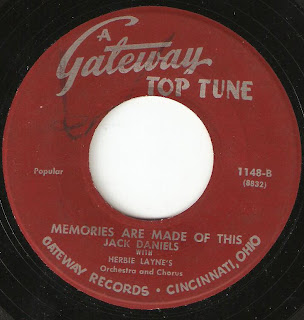 A
Gateway
TOP TUNE
Popular
1148-B
(8832)
MEMORIES ARE MADE OF THIS
JACK DANIELS
WITH
HERBIE LAYNE'S
Orchestra and Chorus
GATEWAY RECORDS - CINCINNATI, OHIO